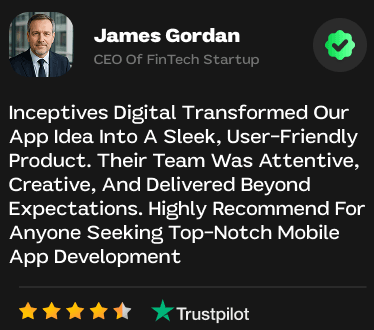 James Gordan
CEO Of FinTech Startup
Inceptives Digital Transformed Our
App Idea Into A Sleek, User-Friendly
Product. Their Team Was Attentive,
Creative, And Delivered Beyond
Expectations. Highly Recommend For
Anyone Seeking Top-Notch Mobile
App Development
Trustpilot